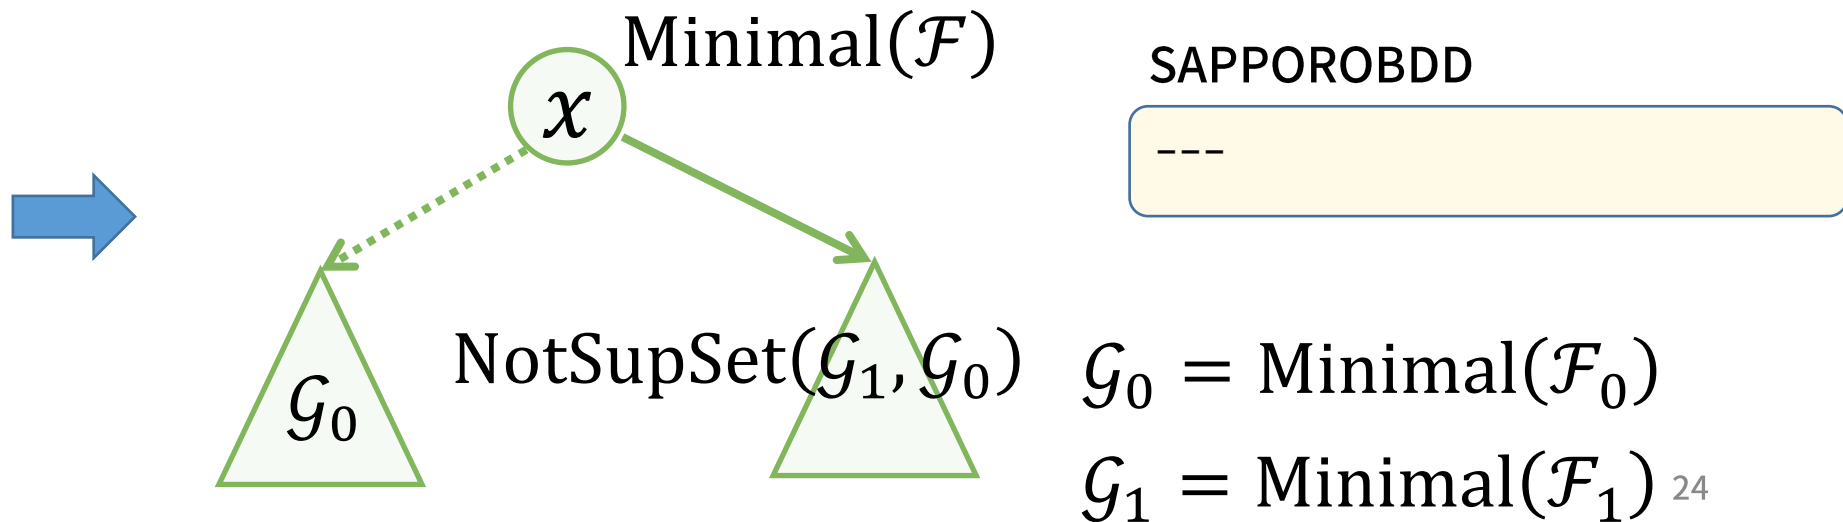 Minimal(ℱ)
x
SAPPOROBDD
---
𝒢₀
NotSupSet(𝒢₁, 𝒢₀)
𝒢₀ = Minimal(ℱ₀)
𝒢₁ = Minimal(ℱ₁)
24